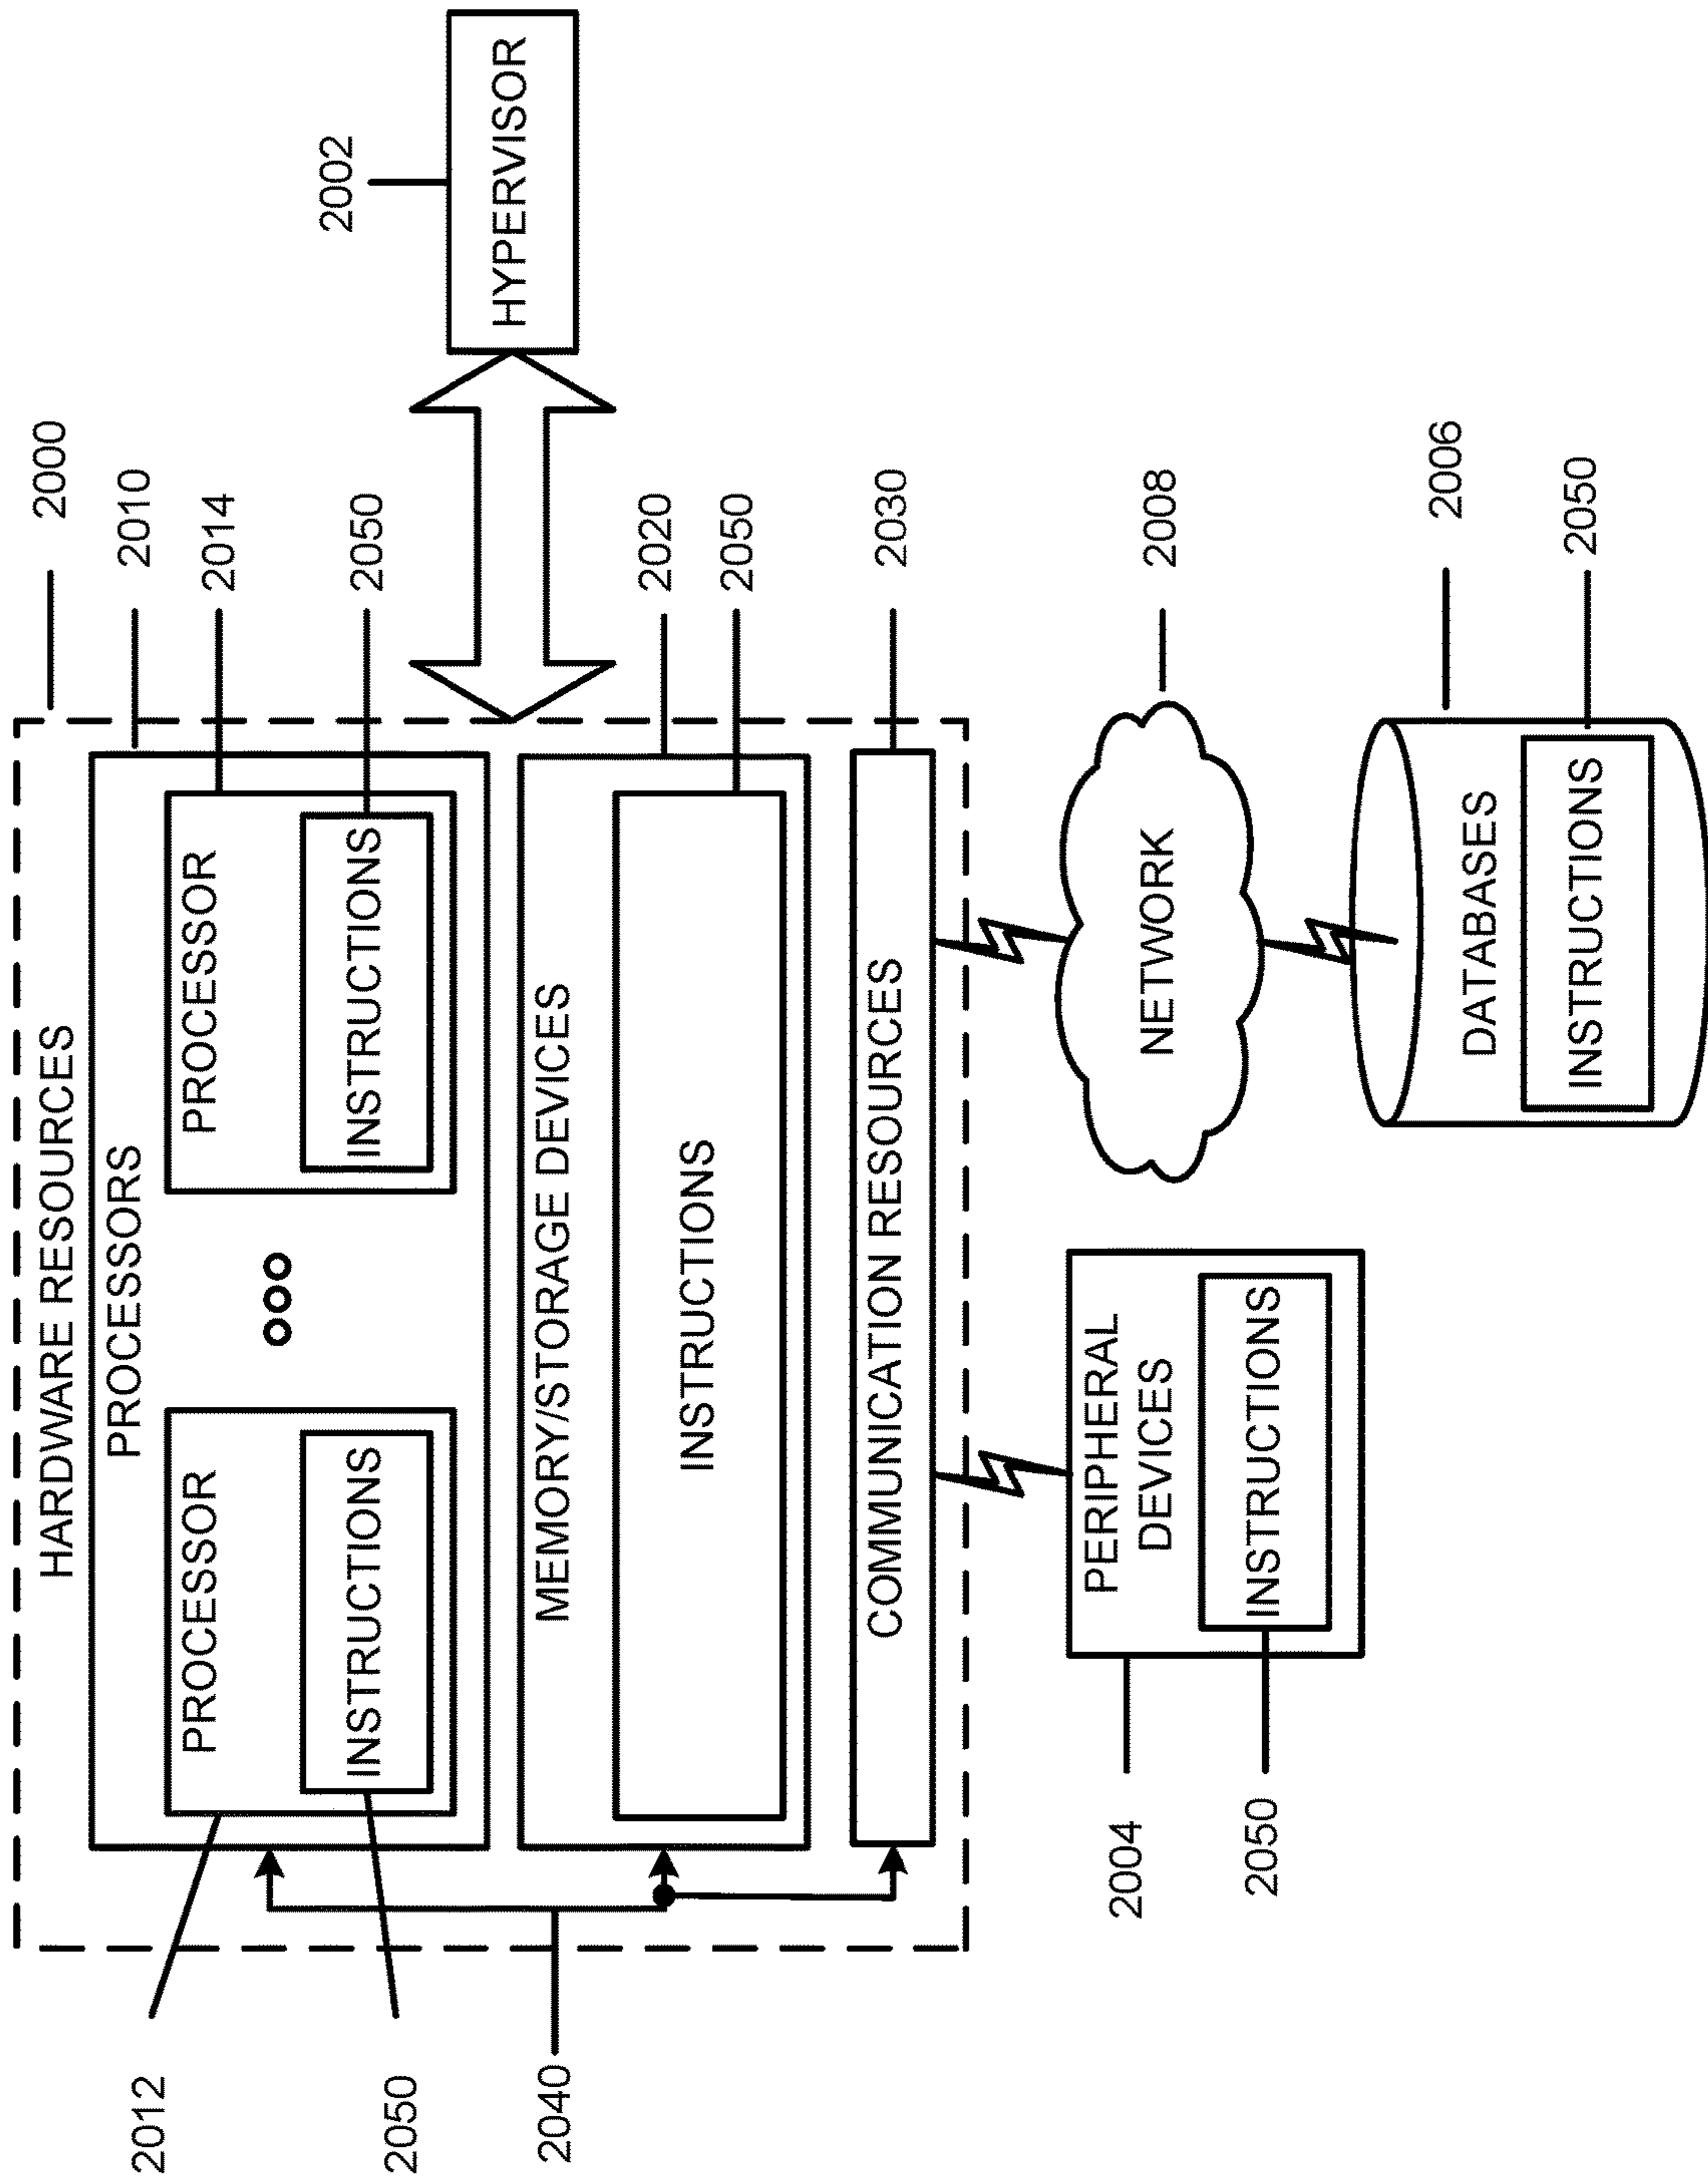 HARDWARE RESOURCES
2000
PROCESSORS
2010
PROCESSOR
PROCESSOR
2014
2012
INSTRUCTIONS
INSTRUCTIONS
2050
2050
2002
HYPERVISOR
MEMORY/STORAGE DEVICES
2020
2040
INSTRUCTIONS
2050
COMMUNICATION RESOURCES
2030
2004
PERIPHERAL
DEVICES
NETWORK
2008
2050
INSTRUCTIONS
DATABASES
2006
INSTRUCTIONS
2050